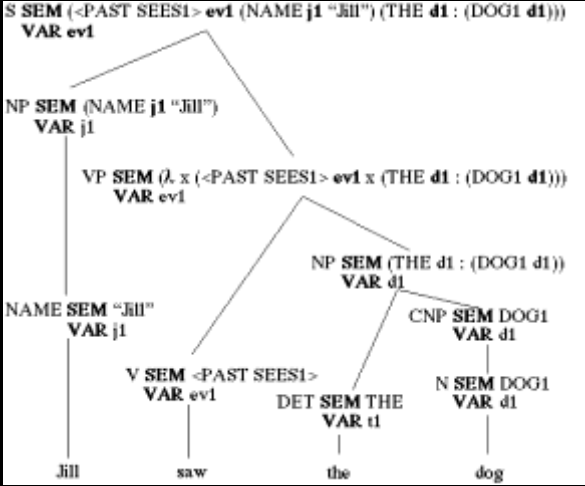 S SEM (<PAST SEES1> ev1 (NAME j1 “Jill”) (THE d1 : (DOG1 d1)))
VAR ev1
NP SEM (NAME j1 “Jill”)
VAR j1
VP SEM (λ x (<PAST SEES1> ev1 x (THE d1 : (DOG1 d1)))
VAR ev1
NP SEM (THE d1 : (DOG1 d1))
VAR d1
NAME SEM “Jill”
VAR j1
CNP SEM DOG1
VAR d1
V SEM <PAST SEES1>
VAR ev1
DET SEM THE
VAR t1
N SEM DOG1
VAR d1
Jill saw the dog